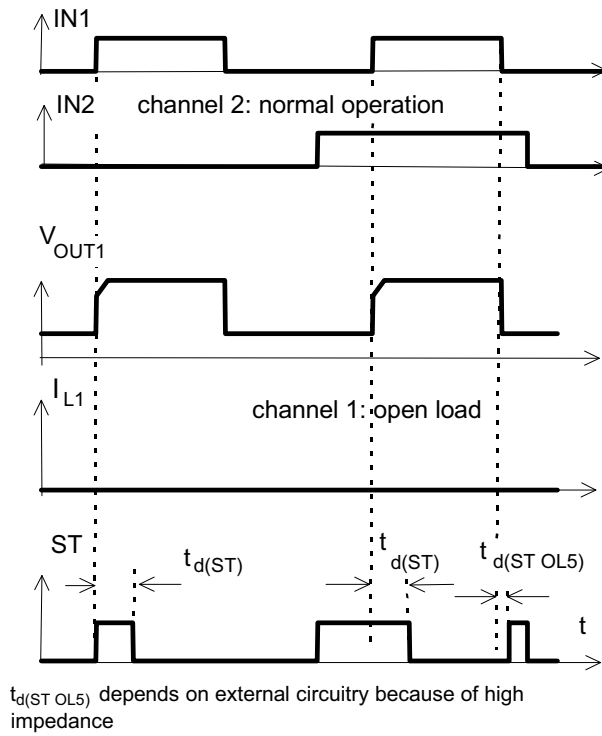 IN1
IN2
channel 2: normal operation
VOUT1
IL1
channel 1: open load
ST
td(ST)
td(ST)
td(ST OL5)
t
td(ST OL5) depends on external circuitry because of high
impedance